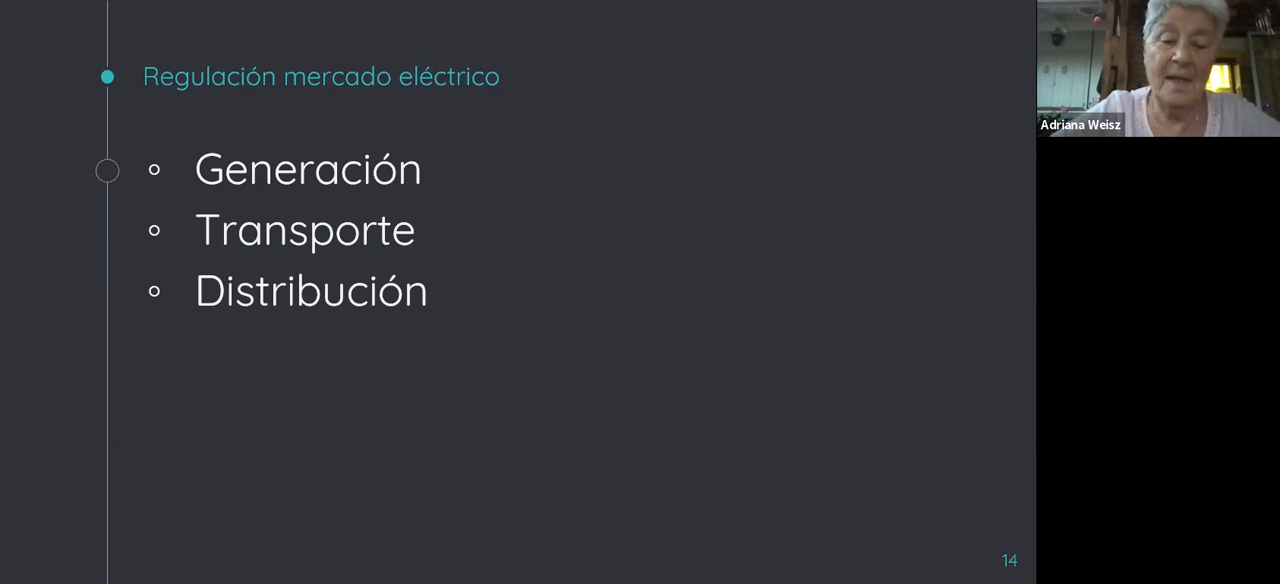 Regulación mercado eléctrico
Generación
Transporte
Distribución
14
Adriana Weisz